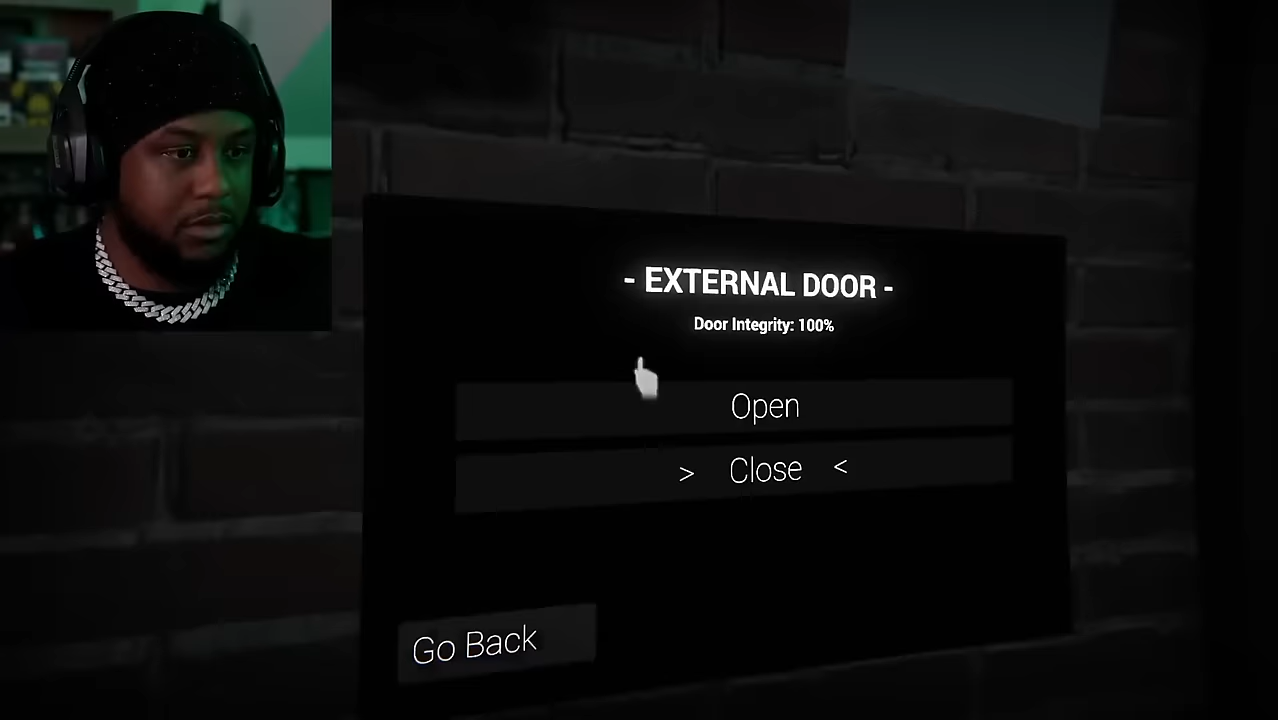 - EXTERNAL DOOR -
Door Integrity: 100%
Open
> Close <
Go Back